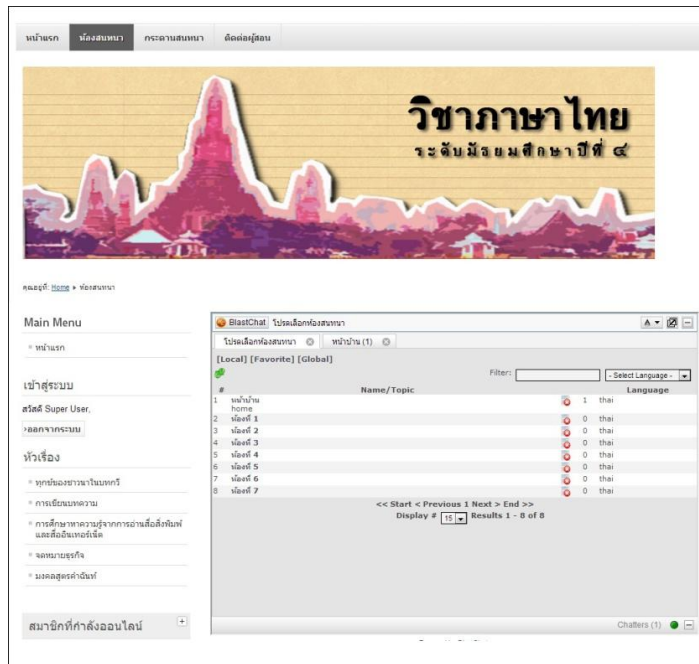 หน้าแรก ห้องสนทนา กระดานสนทนา ติดต่อผู้สอน
วิชาภาษาไทย
ระดับมัธยมศึกษาปีที่ ๔
คุณอยู่ที่: Home ห้องสนทนา
Main Menu
หน้าแรก
เข้าสู่ระบบ
สวัสดี Super User,
ออกจากระบบ
หัวเรื่อง
ทุกข์ของชาวนาในบทกวี
การเขียนบทความ
การศึกษาหาความรู้จากการอ่านสื่อสิ่งพิมพ์
และสื่ออินเทอร์เน็ต
จดหมายธุรกิจ
มงคลสูตรคำฉันท์
สมาชิกที่กำลังออนไลน์ +
BlastChat โปรดเลือกห้องสนทนา A
โปรดเลือกห้องสนทนา หน้าบ้าน (1)
[Local] [Favorite] [Global]
Filter: - Select Language -
# Name/Topic Language
1 หน้าบ้าน 1 thai
home
2 ห้องที่ 1 0 thai
3 ห้องที่ 2 0 thai
4 ห้องที่ 3 0 thai
5 ห้องที่ 4 0 thai
6 ห้องที่ 5 0 thai
7 ห้องที่ 6 0 thai
8 ห้องที่ 7 0 thai
<< Start < Previous 1 Next > End >>
Display # 15 Results 1 - 8 of 8
Chatters (1)